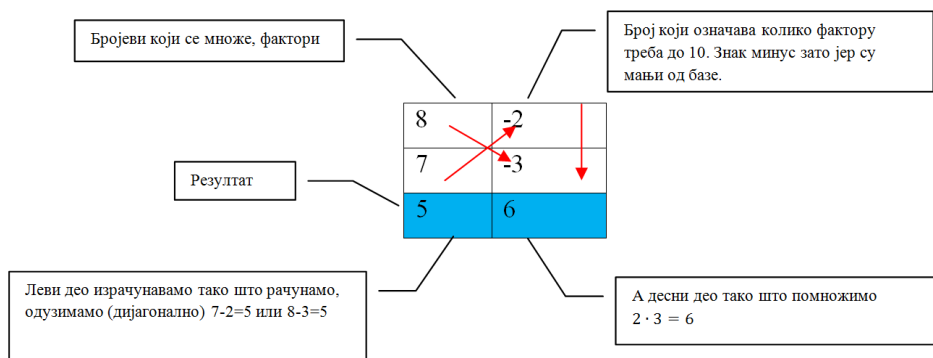 Бројеви који се множе, фактори
Број који означава колико фактору
треба до 10. Знак минус зато јер су
мањи од базе.
8 -2
7 -3
Резултат
5 6
Леви део израчунавамо тако што рачунамо,
одузимамо (дијагонално) 7-2=5 или 8-3=5
А десни део тако што помножимо
2 · 3 = 6